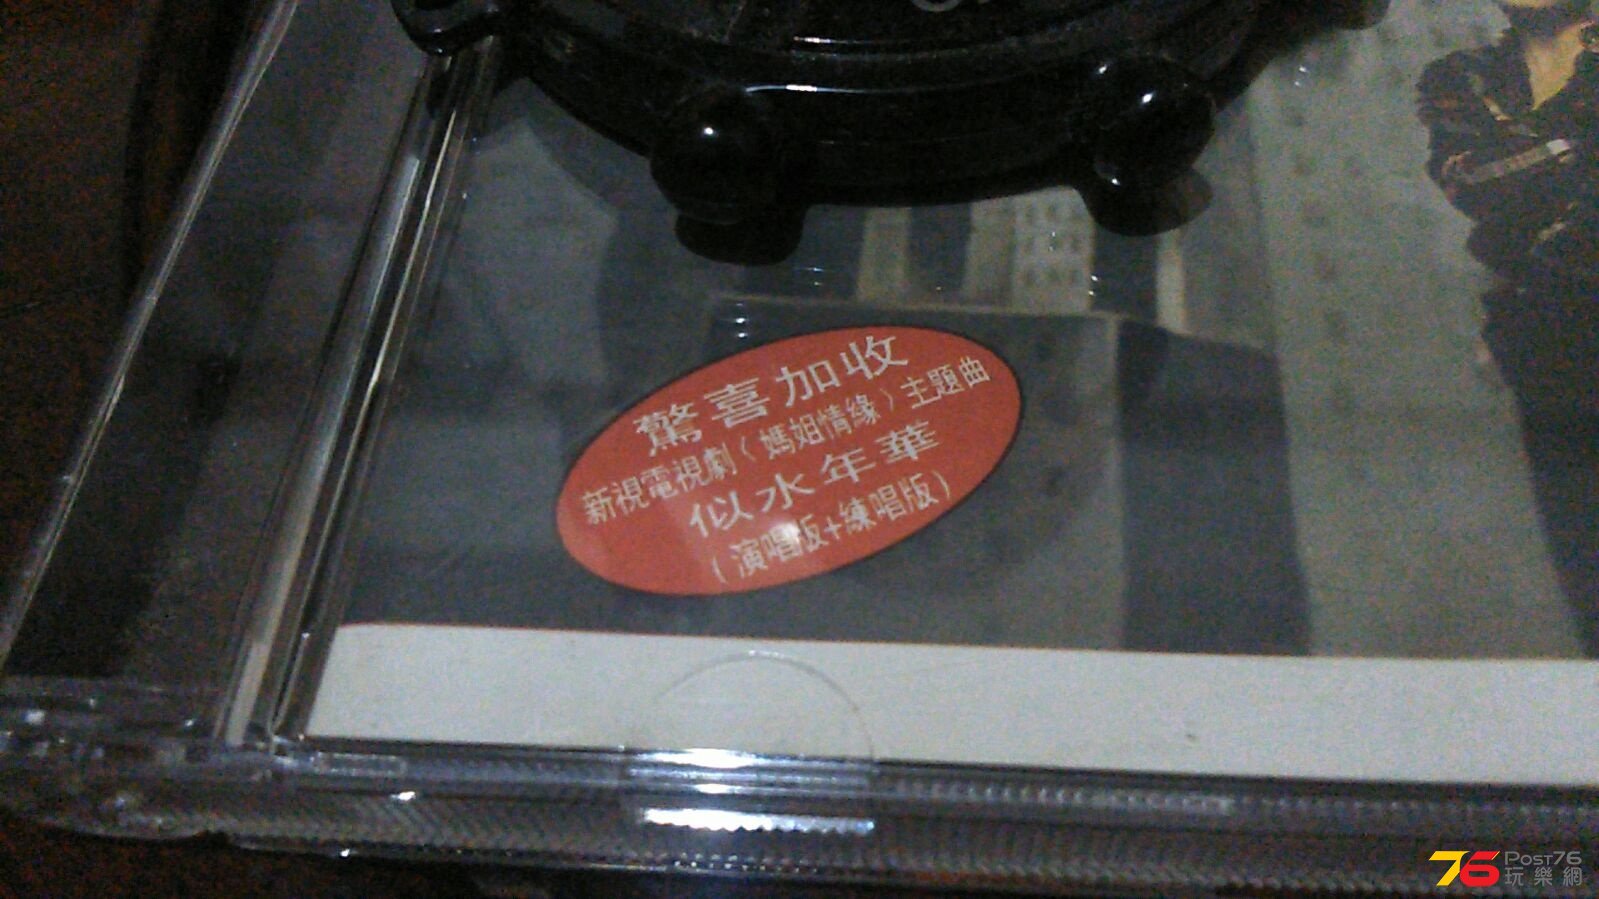 驚喜加收
新視電視劇(媽姐情緣)主題曲
似水年華
(演唱版+練唱版)
76 POST76
玩樂網